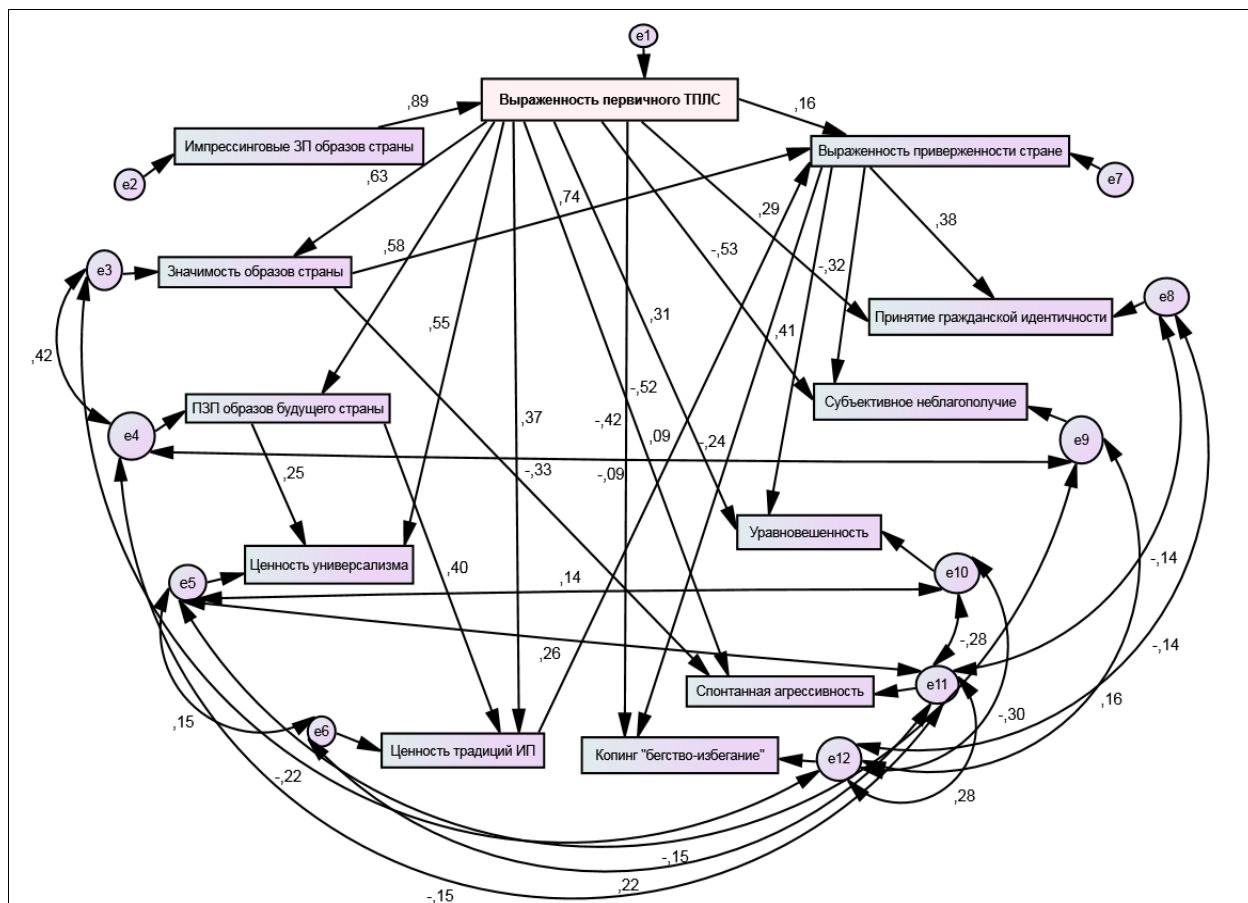 e1
Выраженность первичного ТПЛС
,89
,16
Импрессинговые ЗП образов страны
Выраженность приверженности стране
e2
,63
e7
,74
,29
,38
,58
-,53
-,32
e3
Значимость образов страны
e8
Принятие гражданской идентичности
,31
,55
,41
,42
-,52
Субъективное неблагополучие
ПЗП образов будущего страны
,37
-,42
,09
-,24
e4
e9
,25
-,33
-,09
Уравновешенность
Ценность универсализма
,40
-,14
e5
,14
e10
-,28
,26
-,14
Спонтанная агрессивность
e11
,15
e6
-,30
,16
Ценность традиций ИП
Копинг "бегство-избегание"
e12
-,22
,28
-,15
-,15
,22